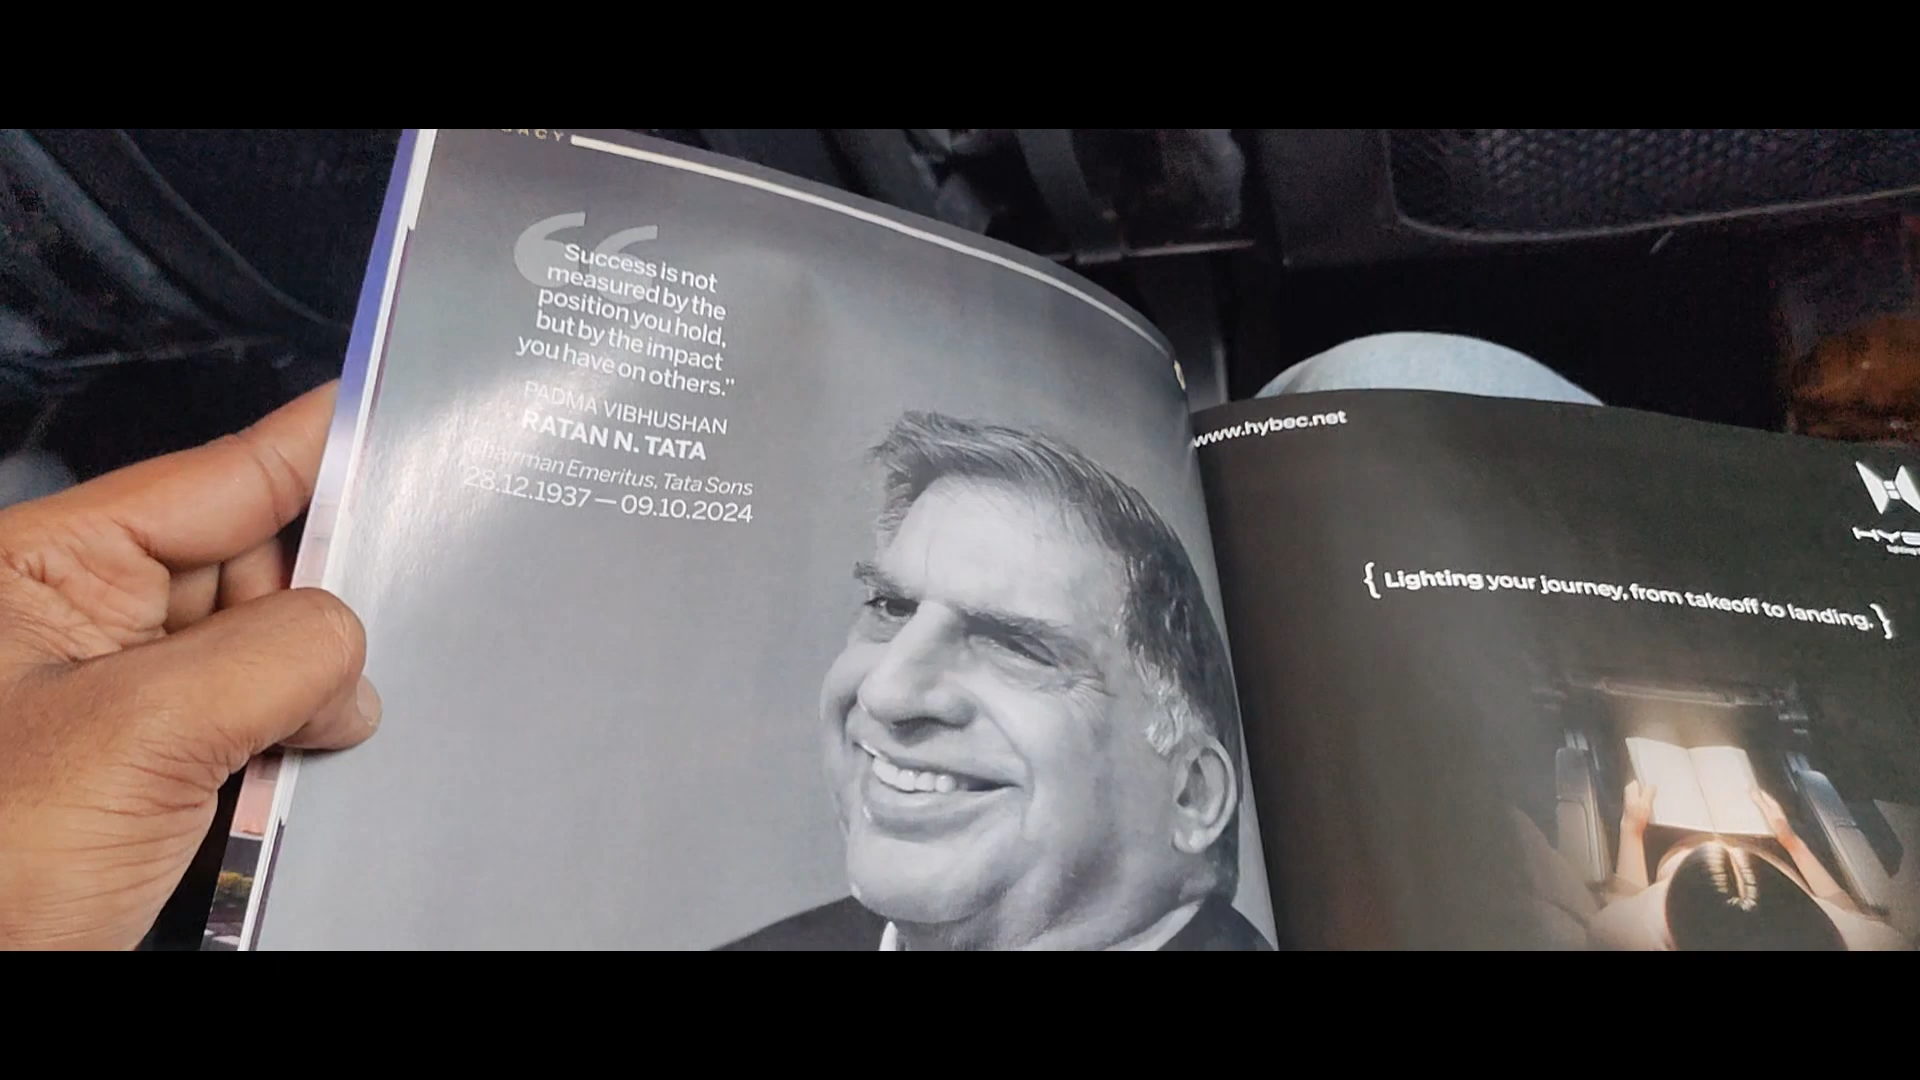 Success is not
measured by the
position you hold,
but by the impact
you have on others."
PADMA VIBHUSHAN
RATAN N. TATA
Chairman Emeritus, Tata Sons
28.12.1937 — 09.10.2024
www.hybec.net
{ Lighting your journey, from takeoff to landing. }